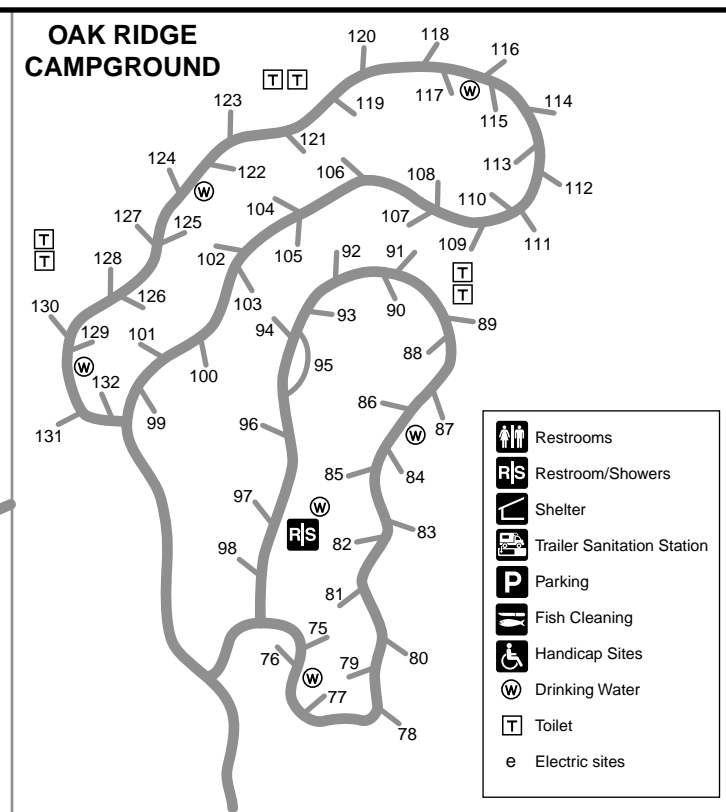 OAK RIDGE
CAMPGROUND
120
118
116
117
115
114
119
123
121
113
124
122
106
108
112
110
104
107
127
125
111
109
105
102
92
91
128
103
126
93
90
130
94
89
129
101
88
95
100
132
86
99
131
96
87
85
84
97
83
82
98
81
75
76
79
80
77
78
T T
T
T
T
T
W
W
W
W
W
W
R|S
Restrooms
R|S Restroom/Showers
Shelter
Trailer Sanitation Station
P Parking
Fish Cleaning
Handicap Sites
W Drinking Water
T Toilet
e Electric sites